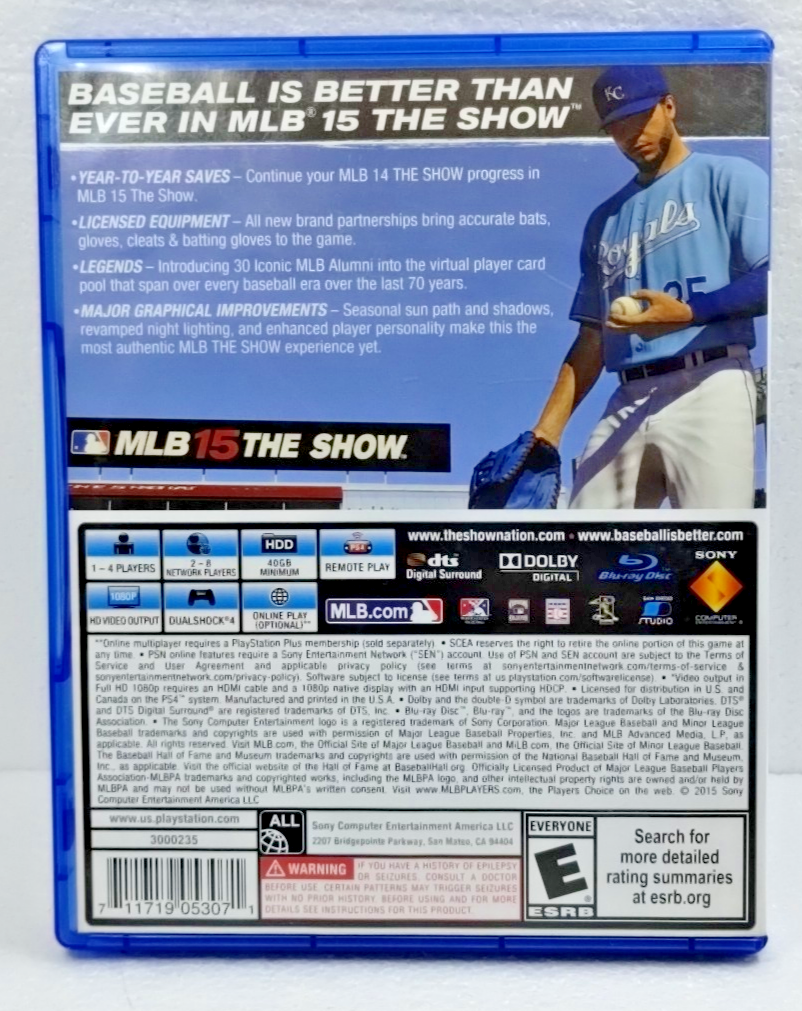 BASEBALL IS BETTER THAN
EVER IN MLB® 15 THE SHOW™
KC
• YEAR-TO-YEAR SAVES – Continue your MLB 14 THE SHOW progress in
MLB 15 The Show.
• LICENSED EQUIPMENT – All new brand partnerships bring accurate bats,
gloves, cleats & batting gloves to the game.
• LEGENDS – Introducing 30 Iconic MLB Alumni into the virtual player card
pool that span over every baseball era over the last 70 years.
• MAJOR GRAPHICAL IMPROVEMENTS – Seasonal sun path and shadows,
revamped night lighting, and enhanced player personality make this the
most authentic MLB THE SHOW experience yet.
Royals
MLB 15 THE SHOW™
www.theshownation.com • www.baseballisbetter.com
1 – 4 PLAYERS
2 – 8
NETWORK PLAYERS
HDD
40GB
MINIMUM
PS4
REMOTE PLAY
dts
Digital Surround
DOLBY
DIGITAL
Blu-ray Disc
SONY
COMPUTER
ENTERTAINMENT®
1080P
HD VIDEO OUTPUT
DUALSHOCK®4
ONLINE PLAY
(OPTIONAL)**
MLB.com
SAN DIEGO
STUDIO
**Online multiplayer requires a PlayStation Plus membership (sold separately). • SCEA reserves the right to retire the online portion of this game at
any time. • PSN online features require a Sony Entertainment Network ("SEN") account. Use of PSN and SEN account are subject to the Terms of
Service and User Agreement and applicable privacy policy (see terms at sonyentertainmentnetwork.com/terms-of-service &
sonyentertainmentnetwork.com/privacy-policy). Software subject to license (see terms at us.playstation.com/softwarelicense). • *Video output in
Full HD 1080p requires an HDMI cable and a 1080p native display with an HDMI input supporting HDCP. • Licensed for distribution in U.S. and
Canada on the PS4™ system. Manufactured and printed in the U.S.A. • Dolby and the double-D symbol are trademarks of Dolby Laboratories. DTS®
and DTS Digital Surround® are registered trademarks of DTS, Inc. • Blu-ray Disc™, Blu-ray™, and the logos are trademarks of the Blu-ray Disc
Association. • The Sony Computer Entertainment logo is a registered trademark of Sony Corporation. Major League Baseball and Minor League
Baseball trademarks and copyrights are used with permission of Major League Baseball Properties, Inc. and MLB Advanced Media, L.P. as
applicable. All rights reserved. Visit MLB.com, the Official Site of Major League Baseball and MiLB.com, the Official Site of Minor League Baseball.
The Baseball Hall of Fame and Museum trademarks and copyrights are used with permission of the National Baseball Hall of Fame and Museum,
Inc., as applicable. Visit the official website of the Hall of Fame at BaseballHall.org. Officially Licensed Product of Major League Baseball Players
Association-MLBPA trademarks and copyrighted works, including the MLBPA logo, and other intellectual property rights are owned and/or held by
MLBPA and may not be used without MLBPA's written consent. Visit www.MLBPLAYERS.com, the Players Choice on the web. © 2015 Sony
Computer Entertainment America LLC
www.us.playstation.com
3000235
ALL
Sony Computer Entertainment America LLC
2207 Bridgepointe Parkway, San Mateo, CA 94404
WARNING IF YOU HAVE A HISTORY OF EPILEPSY
OR SEIZURES, CONSULT A DOCTOR
BEFORE USE. CERTAIN PATTERNS MAY TRIGGER SEIZURES
WITH NO PRIOR HISTORY. BEFORE USING AND FOR MORE
DETAILS SEE INSTRUCTIONS FOR THIS PRODUCT.
7 11719 05307 1
EVERYONE
E
ESRB
Search for
more detailed
rating summaries
at esrb.org